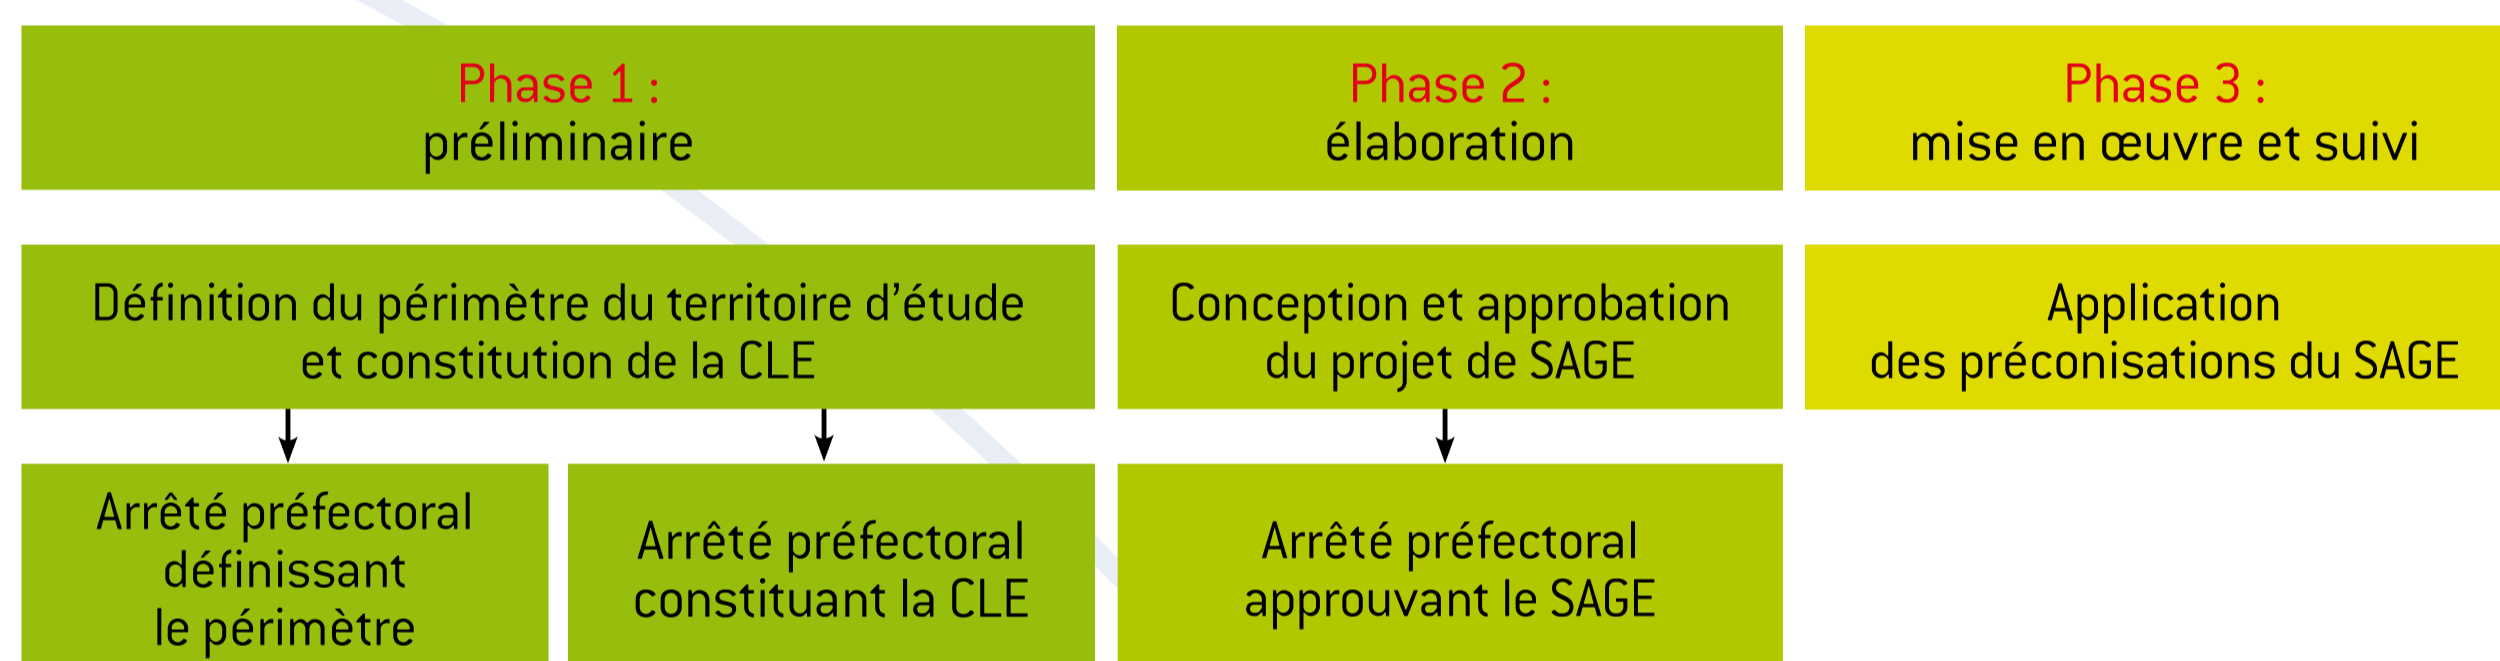 Phase 1 :
préliminaire
Phase 2 :
élaboration
Phase 3 :
mise en œuvre et suivi
Définition du périmètre du territoire d’étude
et constitution de la CLE
Conception et approbation
du projet de SAGE
Application
des préconisations du SAGE
Arrêté préfectoral
définissant
le périmètre
Arrêté préfectoral
constituant la CLE
Arrêté préfectoral
approuvant le SAGE